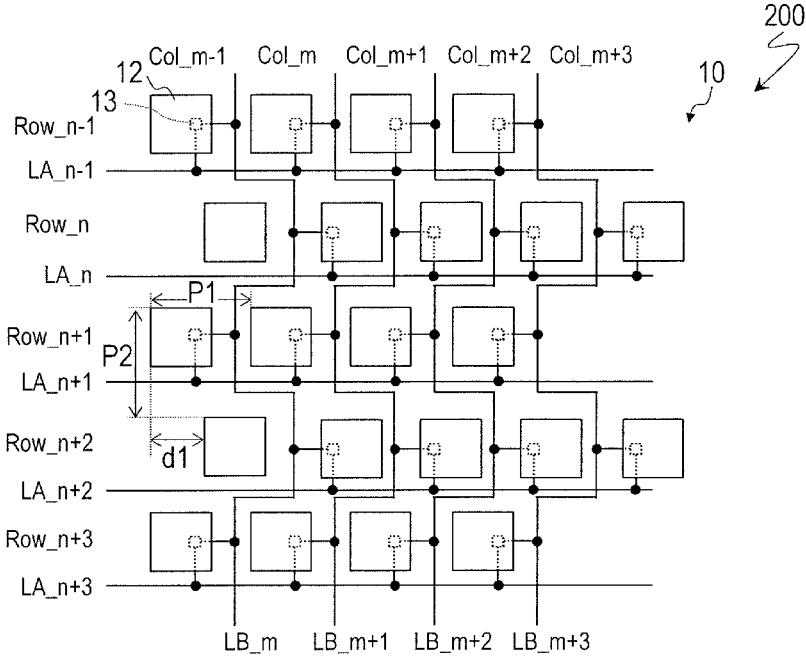 200
Col_m-1 Col_m Col_m+1 Col_m+2 Col_m+3
12
10
13
Row_n-1
LA_n-1
Row_n
LA_n
P1
Row_n+1
P2
LA_n+1
Row_n+2
d1
LA_n+2
Row_n+3
LA_n+3
LB_m LB_m+1 LB_m+2 LB_m+3